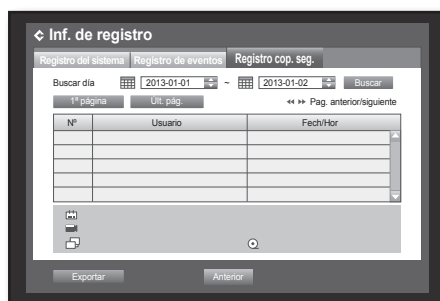 Inf. de registro
Registro del sistema Registro de eventos Registro cop. seg.
Buscar día 2013-01-01 ~ 2013-01-02 Buscar
1ª página Últ. pág. Pag. anterior/siguiente
Nº Usuario Fech/Hor
Exportar Anterior